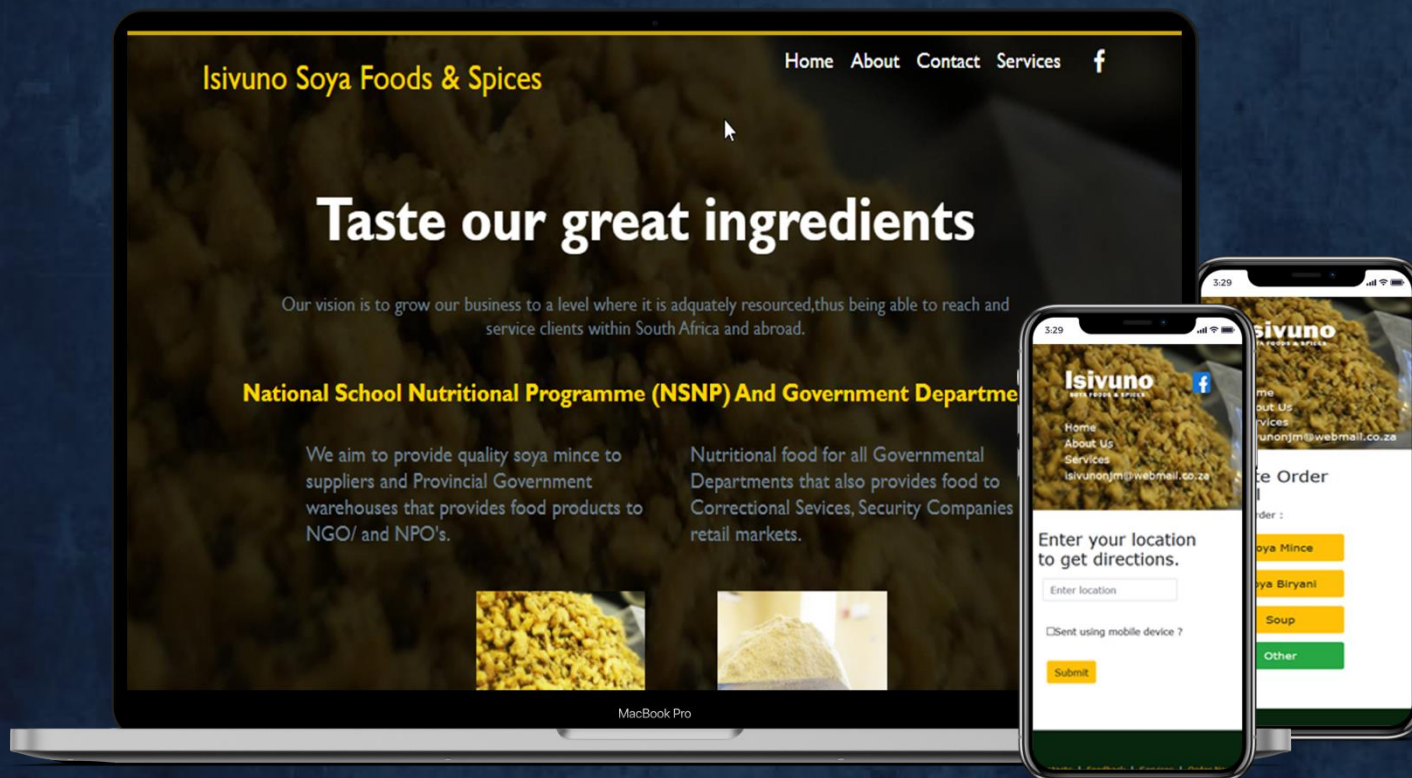 Isivuno Soya Foods & Spices
Home About Contact Services f
Taste our great ingredients
Our vision is to grow our business to a level where it is adquately resourced,thus being able to reach and
service clients within South Africa and abroad.
National School Nutritional Programme (NSNP) And Government Departme
We aim to provide quality soya mince to
suppliers and Provincial Government
warehouses that provides food products to
NGO/ and NPO's.
Nutritional food for all Governmental
Departments that also provides food to
Correctional Sevices, Security Companies
retail markets.
MacBook Pro
3:29
Isivuno
SOYA FOODS & SPICES
f
Home
About Us
Services
isivunonjm@webmail.co.za
Enter your location
to get directions.
Enter location
Sent using mobile device ?
Submit
Feedback | Services |
3:29
sivuno
FOODS & SPICES
me
out Us
rvices
vunonjm@webmail.co.za
te Order
l
rder :
oya Mince
ya Biryani
Soup
Other